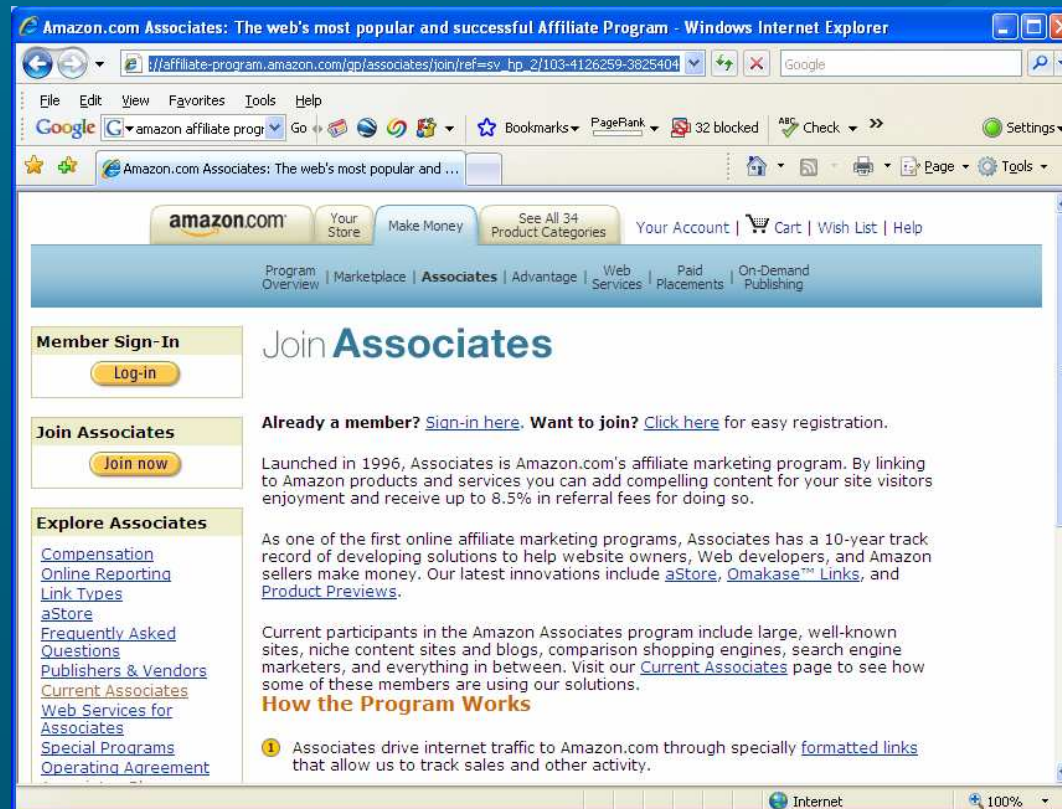 Amazon.com Associates: The web's most popular and successful Affiliate Program - Windows Internet Explorer
://affiliate-program.amazon.com/gp/associates/join/ref=sv_hp_2/103-4126259-3825404
Google
File Edit View Favorites Tools Help
Google G amazon affiliate progr Go Bookmarks PageRank 32 blocked ABC Check » Settings
Amazon.com Associates: The web's most popular and ... Page Tools
amazon.com Your Store Make Money See All 34 Product Categories Your Account | Cart | Wish List | Help
Program Overview | Marketplace | Associates | Advantage | Web Services | Paid Placements | On-Demand Publishing
Member Sign-In
Log-in
Join Associates
Join now
Explore Associates
Compensation
Online Reporting
Link Types
aStore
Frequently Asked
Questions
Publishers & Vendors
Current Associates
Web Services for
Associates
Special Programs
Operating Agreement
Join Associates
Already a member? Sign-in here. Want to join? Click here for easy registration.
Launched in 1996, Associates is Amazon.com's affiliate marketing program. By linking
to Amazon products and services you can add compelling content for your site visitors
enjoyment and receive up to 8.5% in referral fees for doing so.
As one of the first online affiliate marketing programs, Associates has a 10-year track
record of developing solutions to help website owners, Web developers, and Amazon
sellers make money. Our latest innovations include aStore, Omakase™ Links, and
Product Previews.
Current participants in the Amazon Associates program include large, well-known
sites, niche content sites and blogs, comparison shopping engines, search engine
marketers, and everything in between. Visit our Current Associates page to see how
some of these members are using our solutions.
How the Program Works
1 Associates drive internet traffic to Amazon.com through specially formatted links
that allow us to track sales and other activity.
Internet 100%